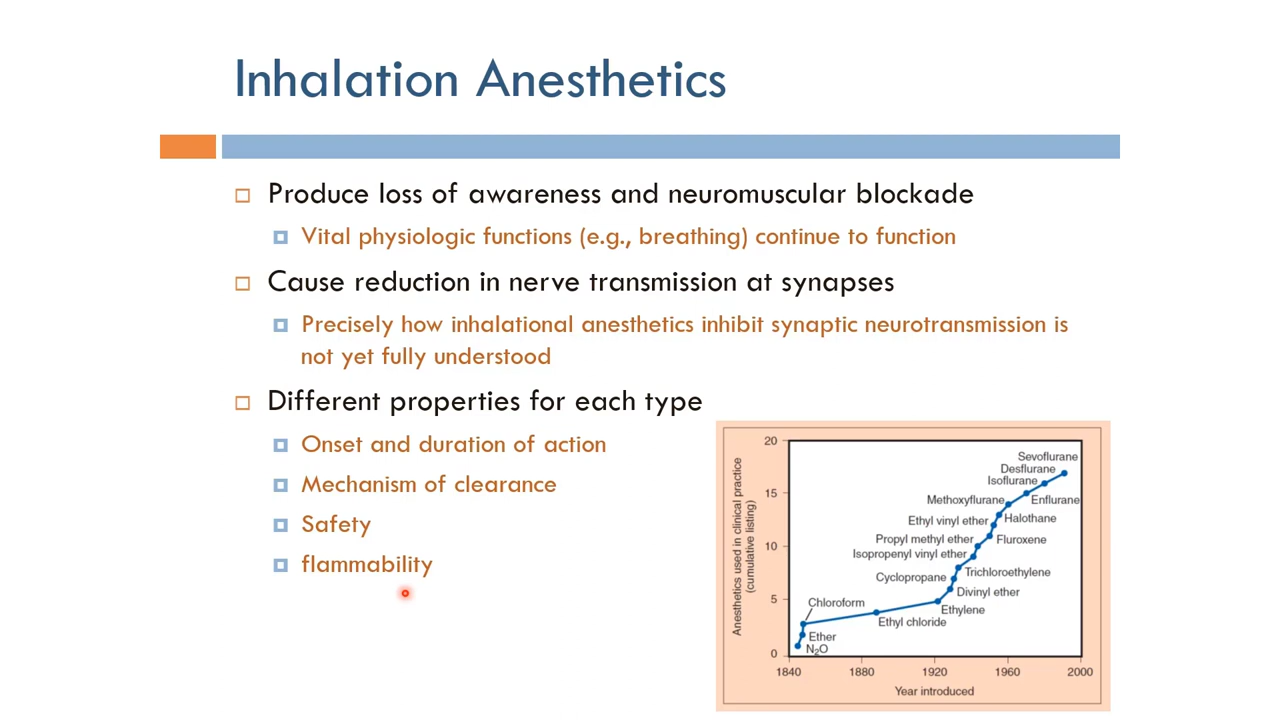 Inhalation Anesthetics
Produce loss of awareness and neuromuscular blockade
Vital physiologic functions (e.g., breathing) continue to function
Cause reduction in nerve transmission at synapses
Precisely how inhalational anesthetics inhibit synaptic neurotransmission is
not yet fully understood
Different properties for each type
Onset and duration of action
Mechanism of clearance
Safety
flammability
Anesthetics used in clinical practice
(cumulative listing)
20
15
10
5
0
Sevoflurane
Desflurane
Isoflurane
Methoxyflurane
Enflurane
Ethyl vinyl ether
Halothane
Propyl methyl ether
Fluroxene
Isopropenyl vinyl ether
Trichloroethylene
Cyclopropane
Divinyl ether
Chloroform
Ethylene
Ethyl chloride
Ether
N₂O
1840 1880 1920 1960 2000
Year introduced